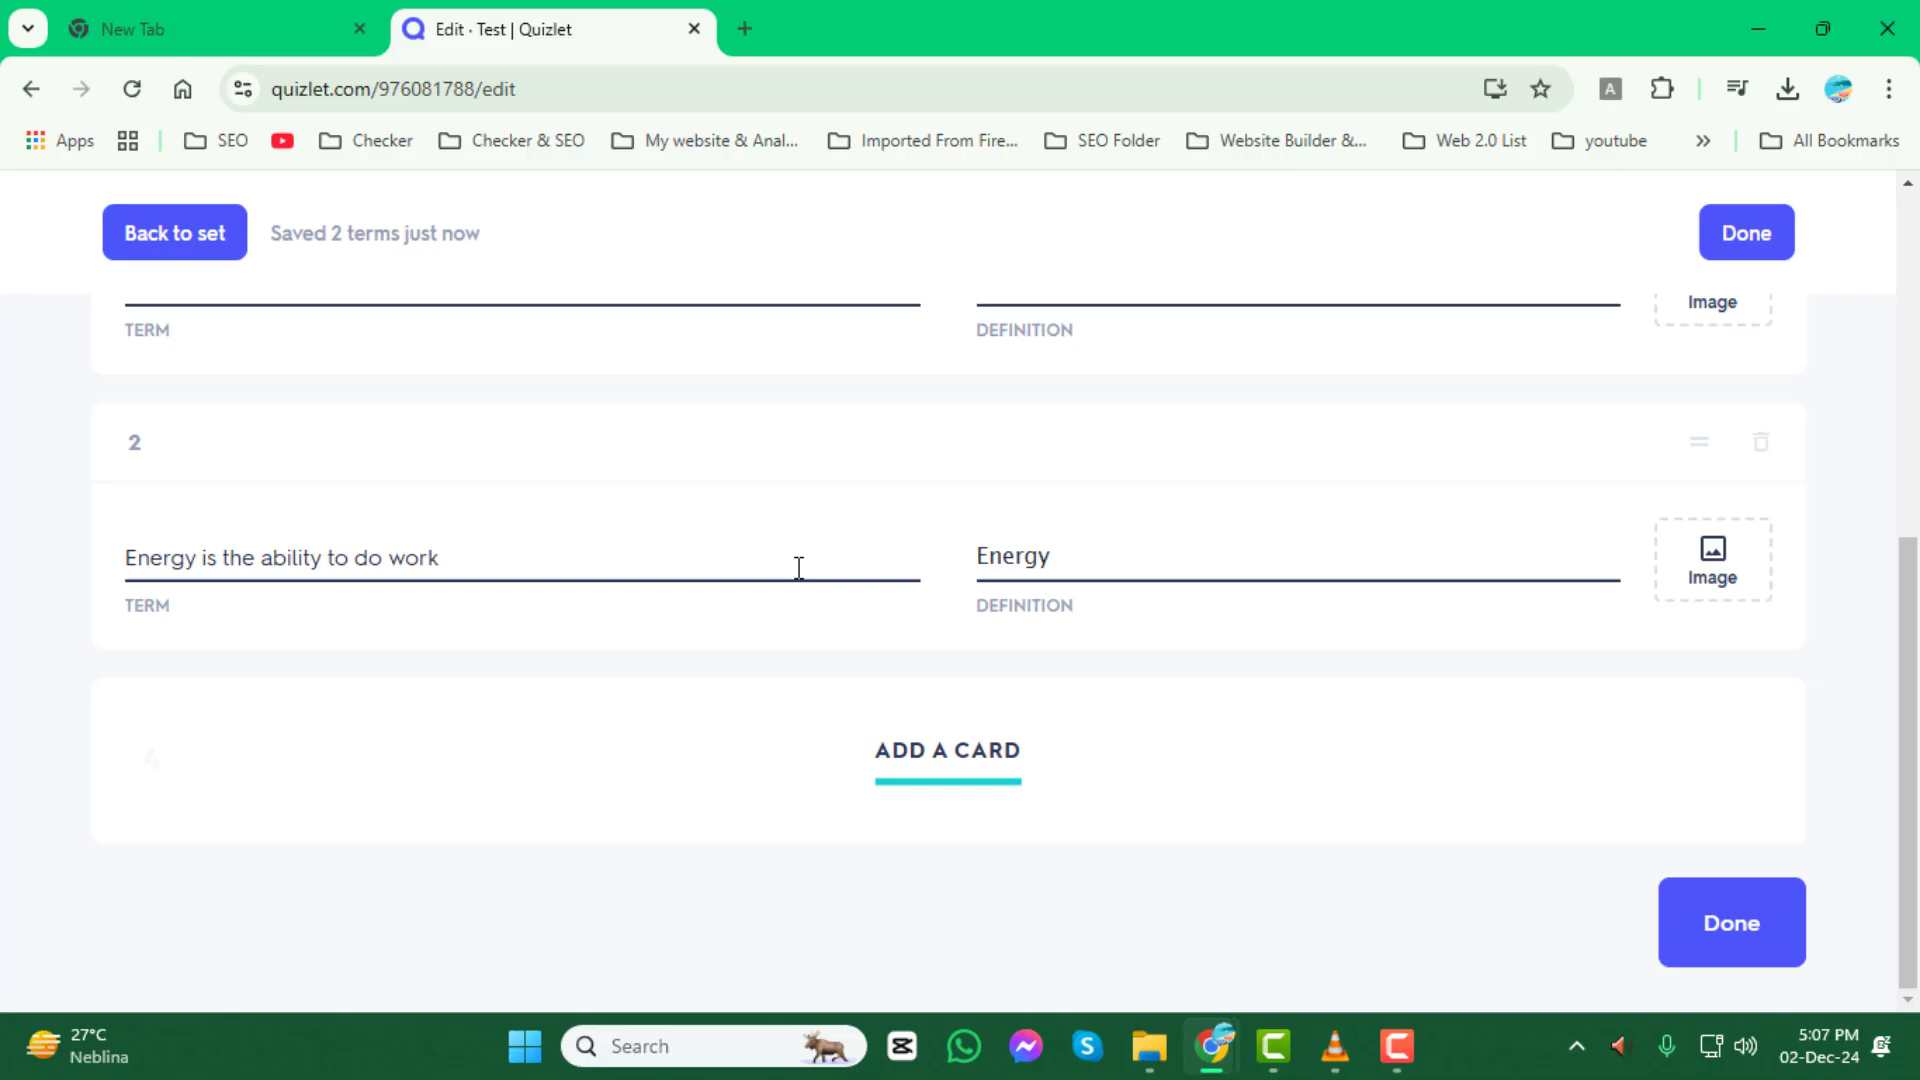 New Tab
Edit · Test | Quizlet
quizlet.com/976081788/edit
A
Apps
SEO
Checker
Checker & SEO
My website & Anal...
Imported From Fire...
SEO Folder
Website Builder &...
Web 2.0 List
youtube
All Bookmarks
Back to set
Saved 2 terms just now
Done
TERM
DEFINITION
Image
2
Energy is the ability to do work
Energy
Image
TERM
DEFINITION
4
ADD A CARD
Done
27°C
Neblina
Search
5:07 PM
02-Dec-24